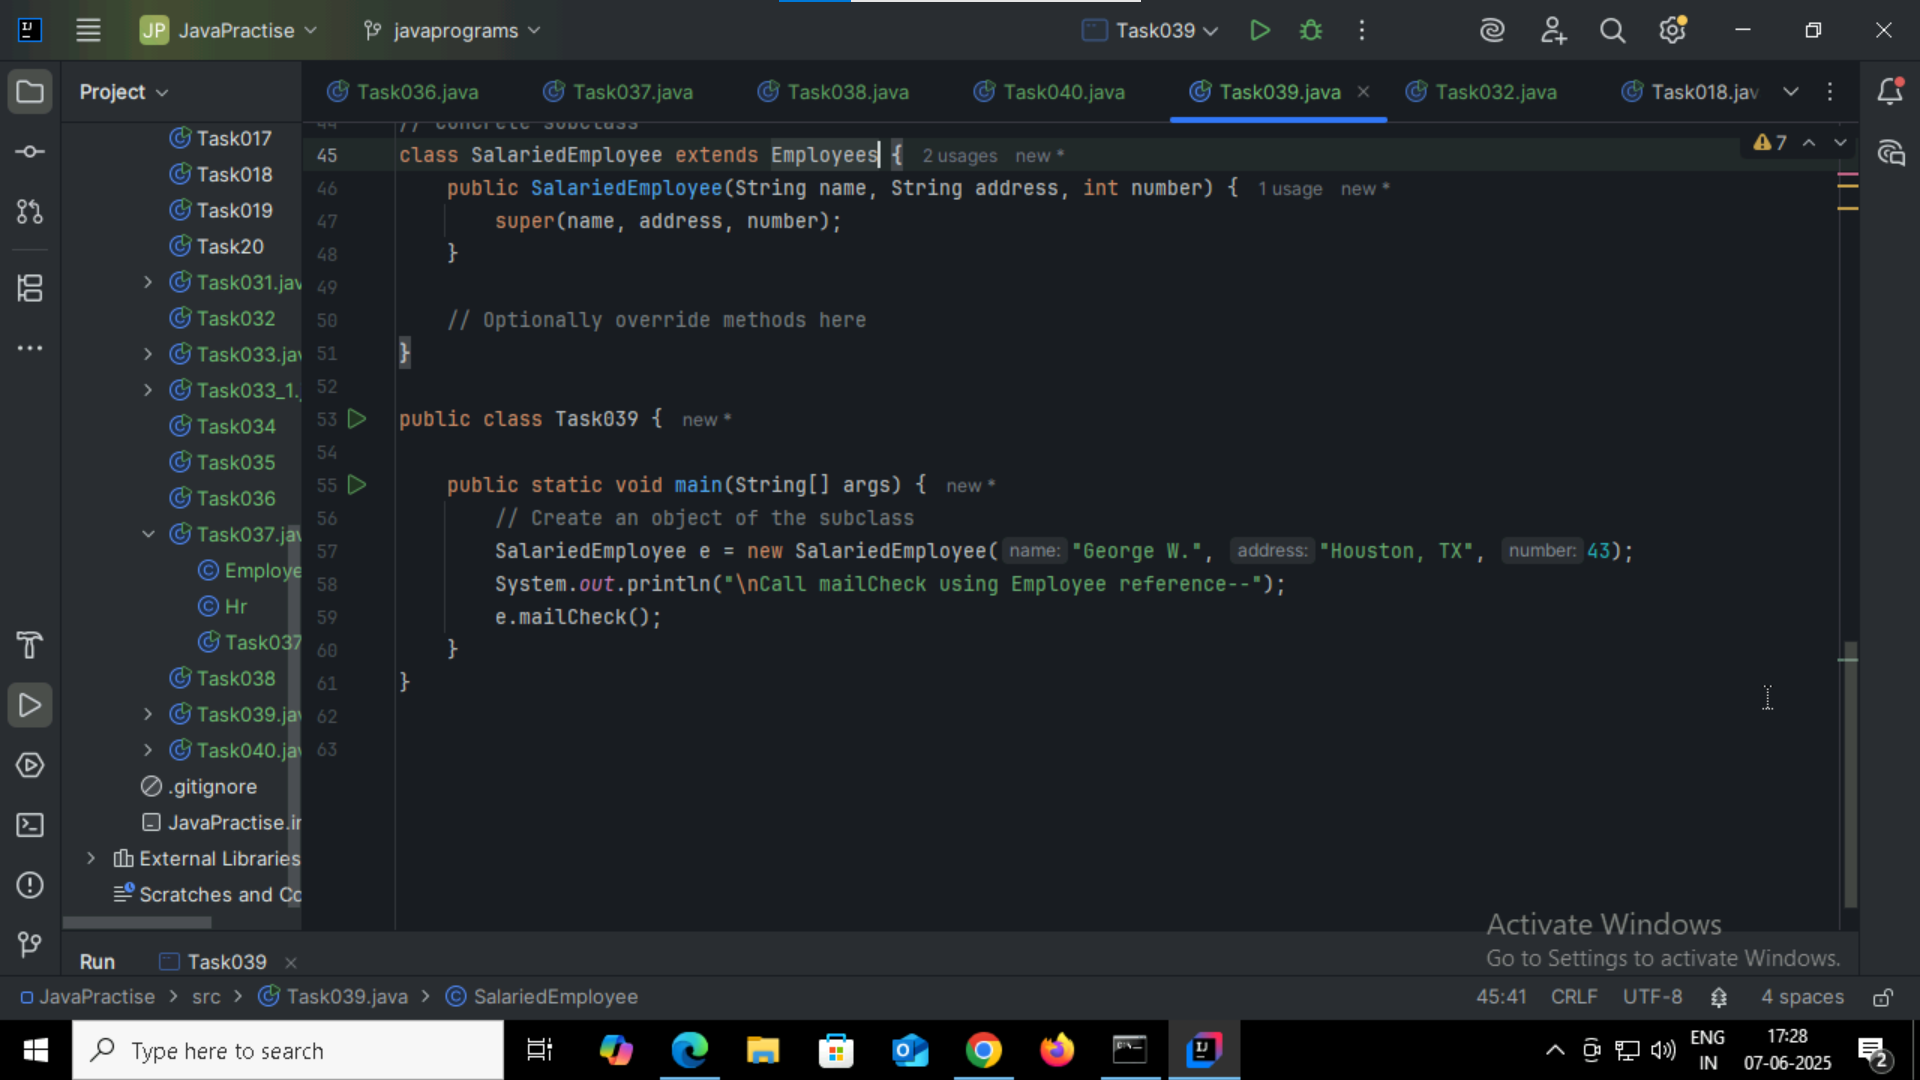 JP JavaPractise javaprograms Task039
Project
Task036.java Task037.java Task038.java Task040.java Task039.java Task032.java Task018.jav
Task017
Task018
Task019
Task20
Task031.jav
Task032
Task033.jav
Task033_1.
Task034
Task035
Task036
Task037.jav
Employe
Hr
Task037
Task038
Task039.jav
Task040.jav
.gitignore
JavaPractise.i
External Libraries
Scratches and Co
44 // Concrete subclass
45 class SalariedEmployee extends Employees { 2 usages new * 7
46 public SalariedEmployee(String name, String address, int number) { 1 usage new *
47 super(name, address, number);
48 }
49
50 // Optionally override methods here
51 }
52
53 public class Task039 { new *
54
55 public static void main(String[] args) { new *
56 // Create an object of the subclass
57 SalariedEmployee e = new SalariedEmployee( name: "George W.", address: "Houston, TX", number: 43);
58 System.out.println("\nCall mailCheck using Employee reference--");
59 e.mailCheck();
60 }
61 }
62
63
Activate Windows
Go to Settings to activate Windows.
Run Task039
JavaPractise > src > Task039.java > SalariedEmployee 45:41 CRLF UTF-8 4 spaces
Type here to search
ENG
IN
17:28
07-06-2025
2